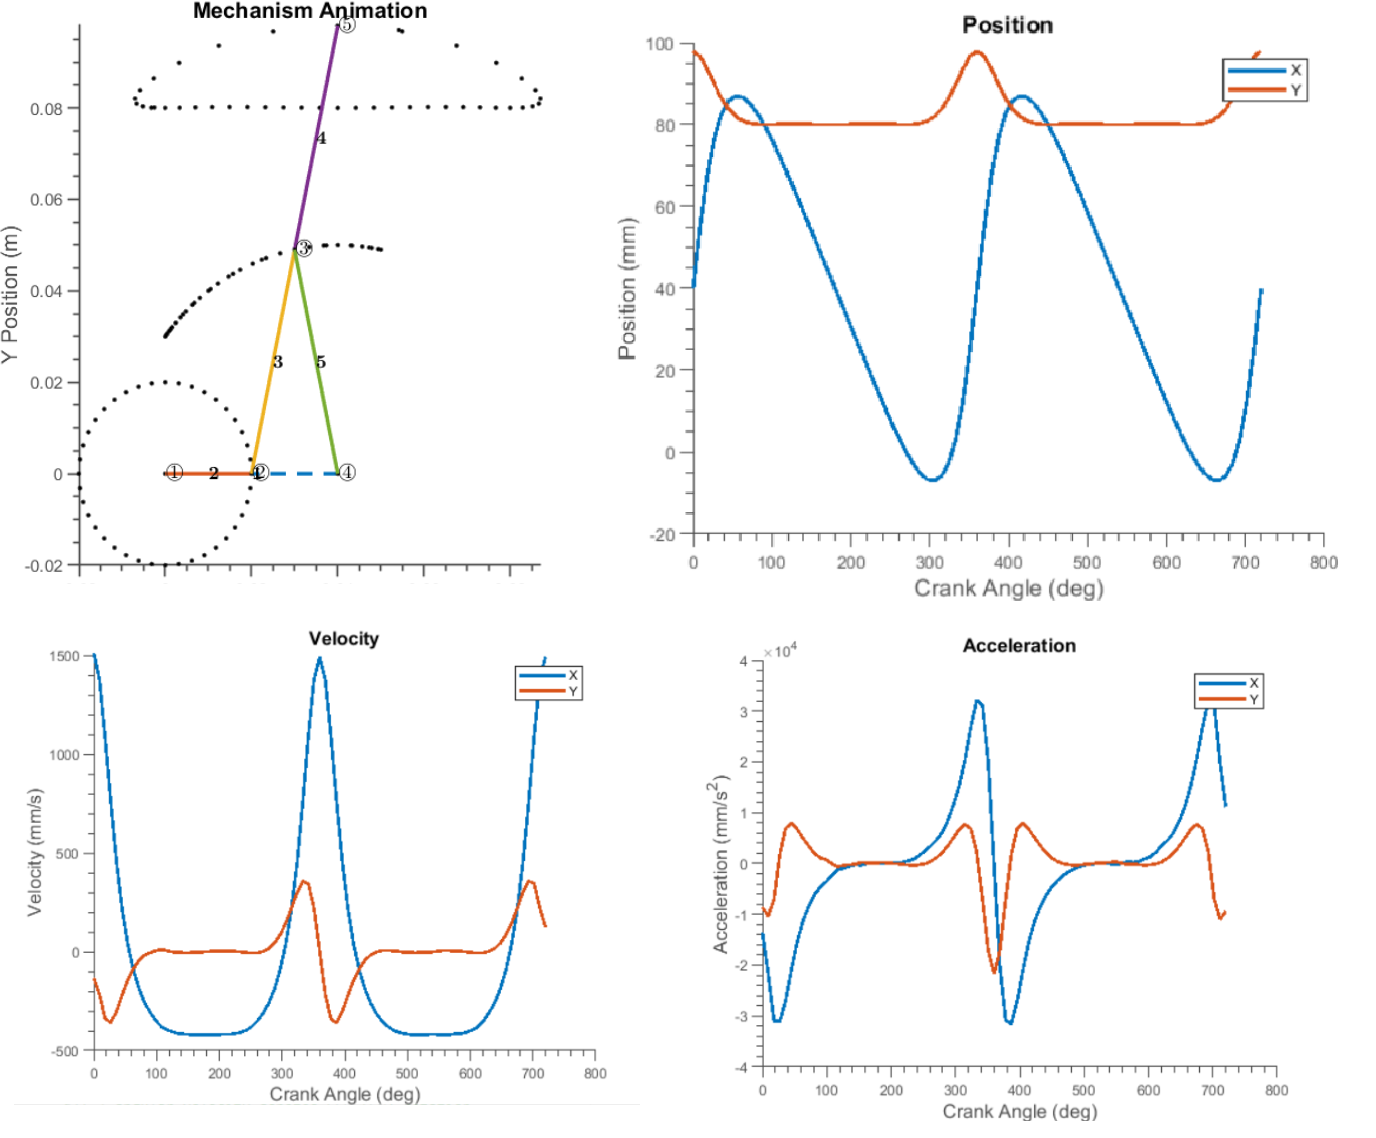 Mechanism Animation
⑤
0.08
4
0.06
Y Position (m)
③
0.04
3 5
0.02
0
① 2 ② ④
-0.02
Position
X
Y
100
80
60
40
20
0
-20
Position (mm)
0 100 200 300 400 500 600 700 800
Crank Angle (deg)
Velocity
X
Y
1500
1000
500
0
-500
Velocity (mm/s)
0 100 200 300 400 500 600 700 800
Crank Angle (deg)
Acceleration
×10⁴
X
Y
4
3
2
1
0
-1
-2
-3
-4
Acceleration (mm/s²)
0 100 200 300 400 500 600 700 800
Crank Angle (deg)